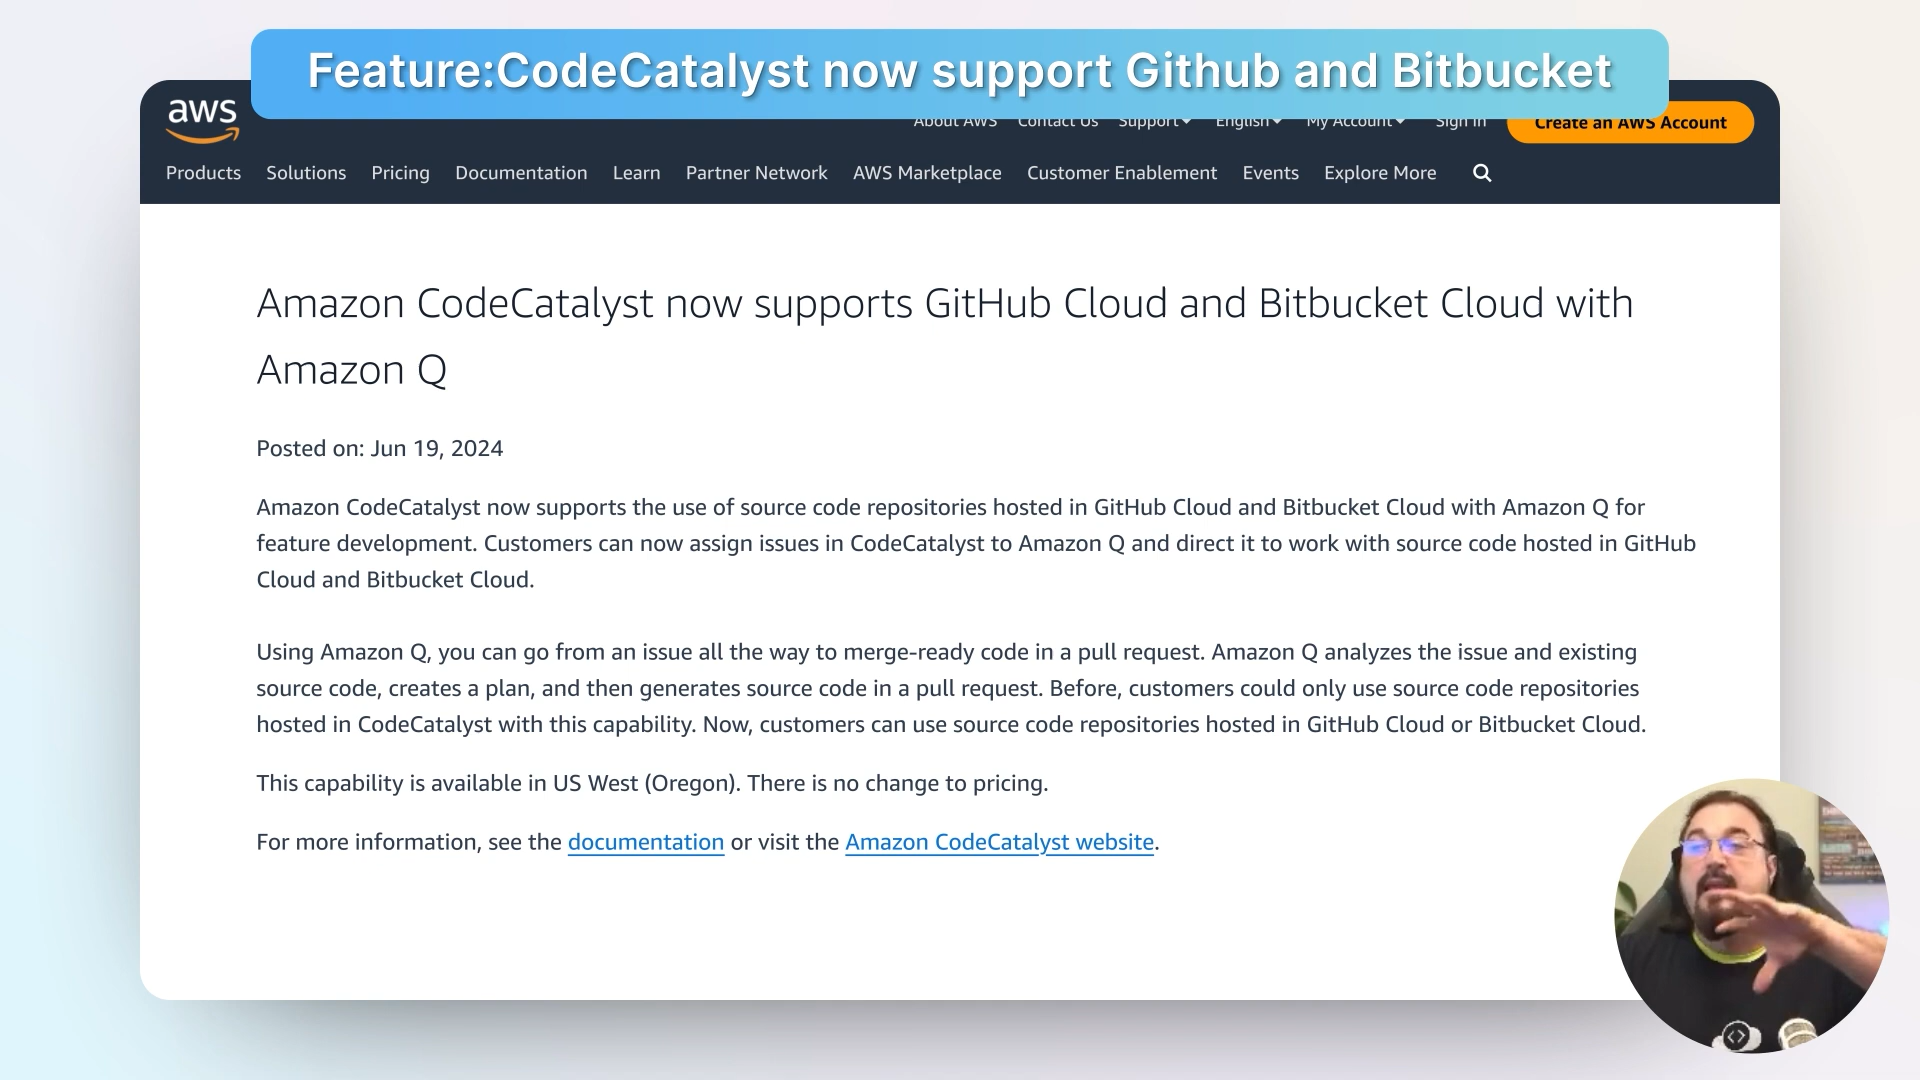 Feature:CodeCatalyst now support Github and Bitbucket
aws
About AWS Contact Us Support English My Account Sign In Create an AWS Account
Products Solutions Pricing Documentation Learn Partner Network AWS Marketplace Customer Enablement Events Explore More
Amazon CodeCatalyst now supports GitHub Cloud and Bitbucket Cloud with
Amazon Q
Posted on: Jun 19, 2024
Amazon CodeCatalyst now supports the use of source code repositories hosted in GitHub Cloud and Bitbucket Cloud with Amazon Q for
feature development. Customers can now assign issues in CodeCatalyst to Amazon Q and direct it to work with source code hosted in GitHub
Cloud and Bitbucket Cloud.
Using Amazon Q, you can go from an issue all the way to merge-ready code in a pull request. Amazon Q analyzes the issue and existing
source code, creates a plan, and then generates source code in a pull request. Before, customers could only use source code repositories
hosted in CodeCatalyst with this capability. Now, customers can use source code repositories hosted in GitHub Cloud or Bitbucket Cloud.
This capability is available in US West (Oregon). There is no change to pricing.
For more information, see the documentation or visit the Amazon CodeCatalyst website.